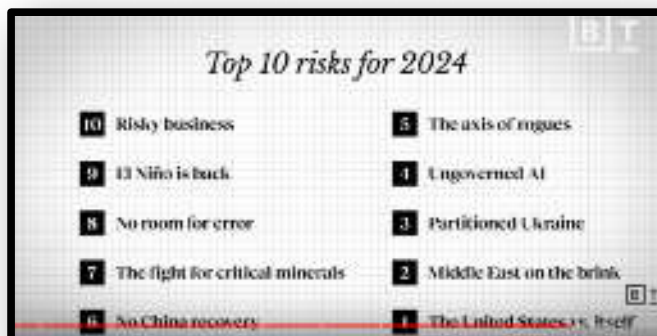 B T
Top 10 risks for 2024
10 Risky business
9 El Niño is back
8 No room for error
7 The fight for critical minerals
6 No China recovery
5 The axis of rogues
4 Ungoverned AI
3 Partitioned Ukraine
2 Middle East on the brink
1 The United States vs. itself
B T